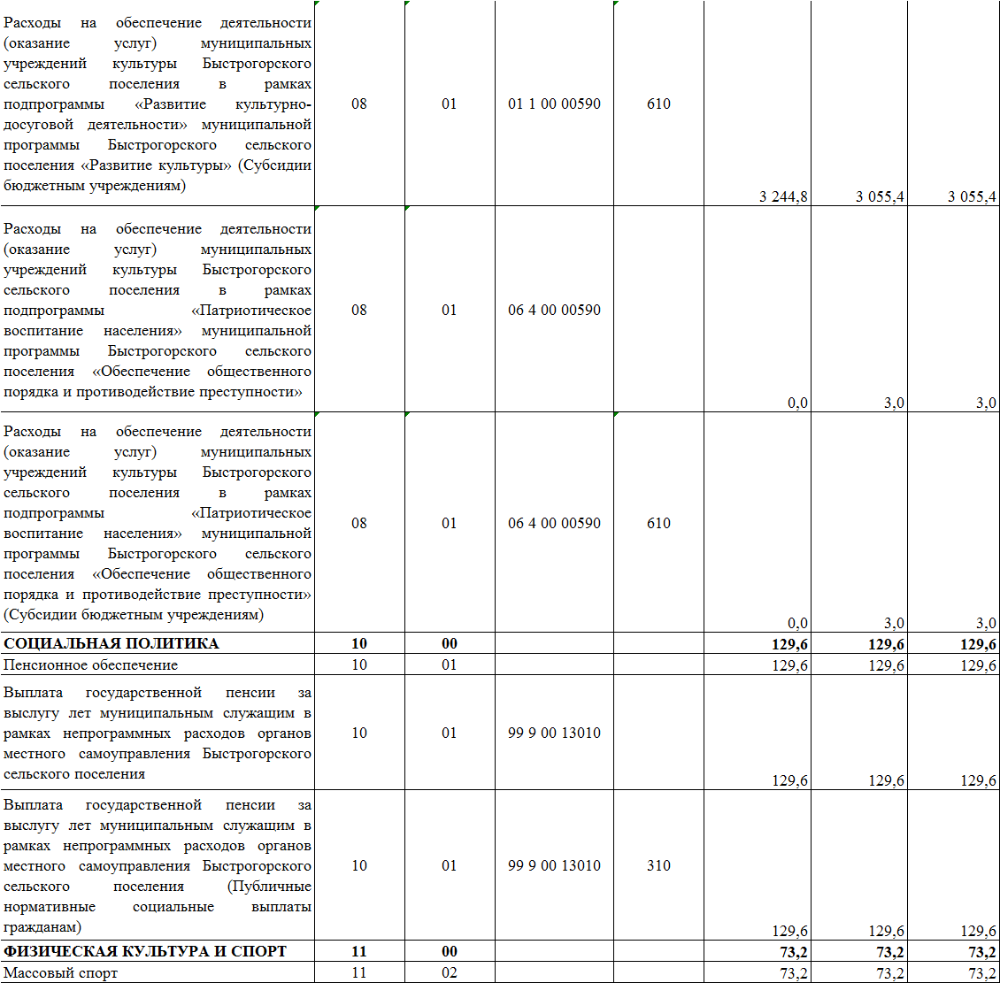 Расходы на обеспечение деятельности
(оказание услуг) муниципальных
учреждений культуры Быстрогорского
сельского поселения в рамках
подпрограммы «Развитие культурно-
досуговой деятельности» муниципальной
программы Быстрогорского сельского
поселения «Развитие культуры» (Субсидии
бюджетным учреждениям)
08 01 01 1 00 00590 610
3 244,8 3 055,4 3 055,4
Расходы на обеспечение деятельности
(оказание услуг) муниципальных
учреждений культуры Быстрогорского
сельского поселения в рамках
подпрограммы «Патриотическое
воспитание населения» муниципальной
программы Быстрогорского сельского
поселения «Обеспечение общественного
порядка и противодействие преступности»
08 01 06 4 00 00590
0,0 3,0 3,0
Расходы на обеспечение деятельности
(оказание услуг) муниципальных
учреждений культуры Быстрогорского
сельского поселения в рамках
подпрограммы «Патриотическое
воспитание населения» муниципальной
программы Быстрогорского сельского
поселения «Обеспечение общественного
порядка и противодействие преступности»
(Субсидии бюджетным учреждениям)
08 01 06 4 00 00590 610
0,0 3,0 3,0
СОЦИАЛЬНАЯ ПОЛИТИКА 10 00 129,6 129,6 129,6
Пенсионное обеспечение 10 01 129,6 129,6 129,6
Выплата государственной пенсии за
выслугу лет муниципальным служащим в
рамках непрограммных расходов органов
местного самоуправления Быстрогорского
сельского поселения
10 01 99 9 00 13010
129,6 129,6 129,6
Выплата государственной пенсии за
выслугу лет муниципальным служащим в
рамках непрограммных расходов органов
местного самоуправления Быстрогорского
сельского поселения (Публичные
нормативные социальные выплаты
гражданам)
10 01 99 9 00 13010 310
129,6 129,6 129,6
ФИЗИЧЕСКАЯ КУЛЬТУРА И СПОРТ 11 00 73,2 73,2 73,2
Массовый спорт 11 02 73,2 73,2 73,2